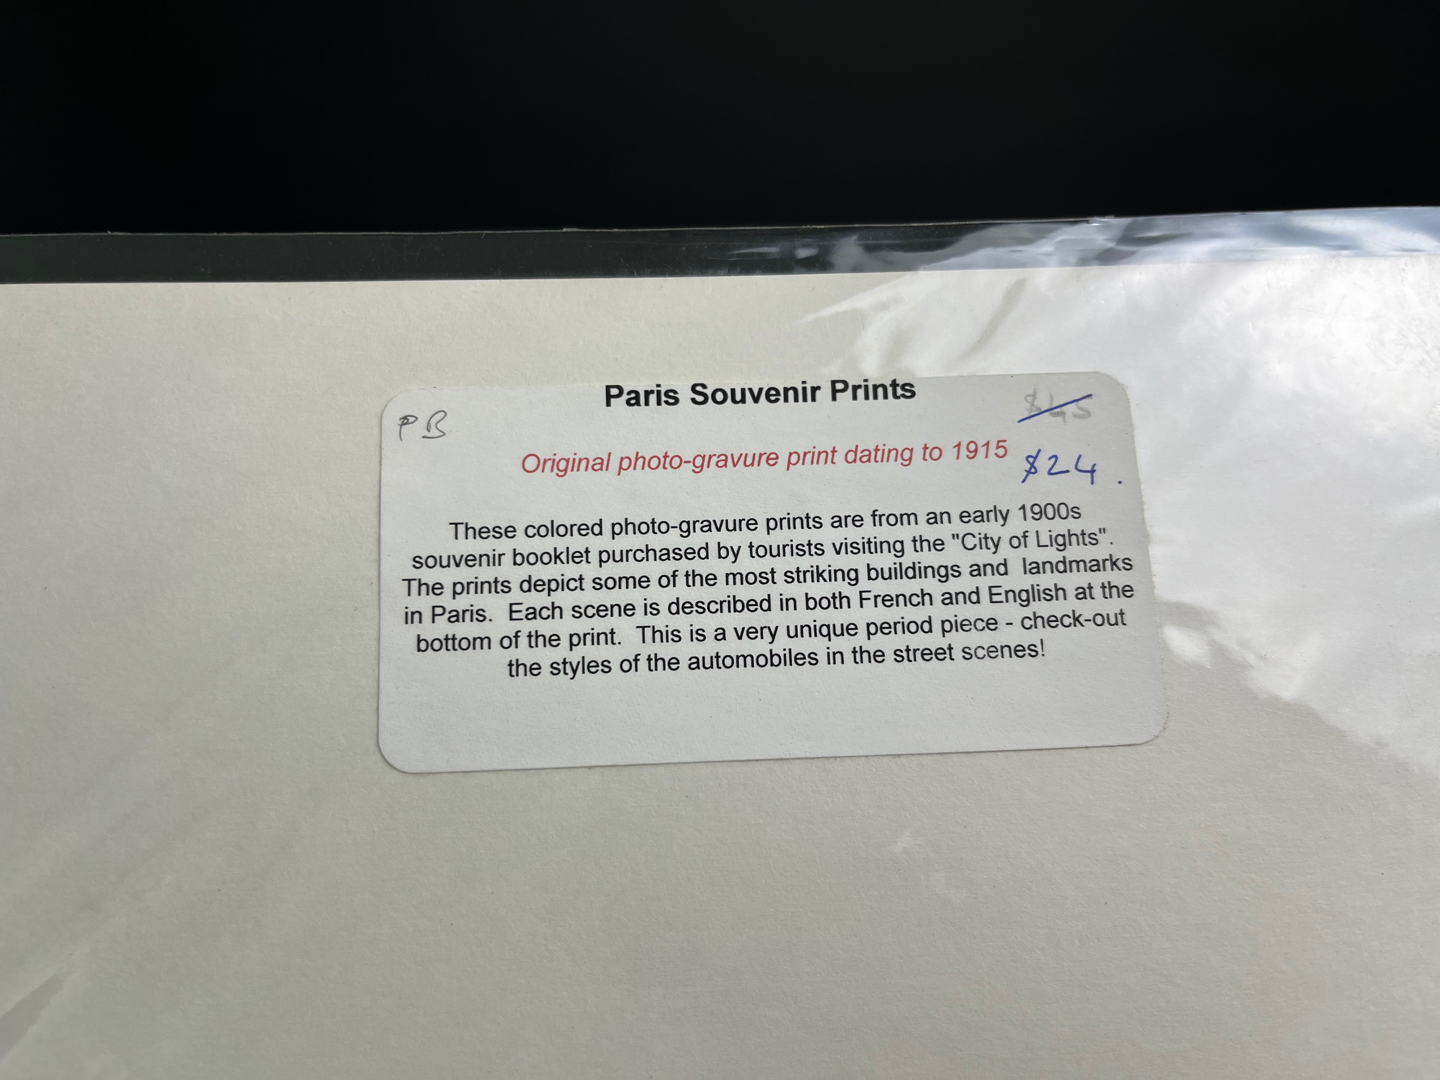 Paris Souvenir Prints
PB
$45
Original photo-gravure print dating to 1915
$24.
These colored photo-gravure prints are from an early 1900s
souvenir booklet purchased by tourists visiting the "City of Lights".
The prints depict some of the most striking buildings and landmarks
in Paris. Each scene is described in both French and English at the
bottom of the print. This is a very unique period piece - check-out
the styles of the automobiles in the street scenes!